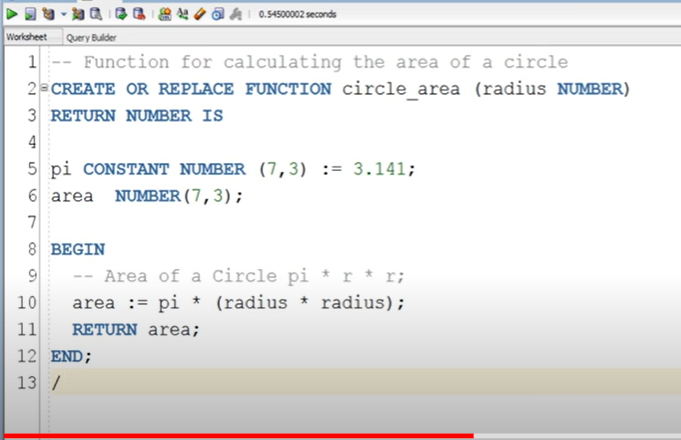 0.54500002 seconds
Worksheet Query Builder
1 -- Function for calculating the area of a circle
2 CREATE OR REPLACE FUNCTION circle_area (radius NUMBER)
3 RETURN NUMBER IS
4
5 pi CONSTANT NUMBER (7,3) := 3.141;
6 area  NUMBER(7,3);
7
8 BEGIN
9   -- Area of a Circle pi * r * r;
10   area := pi * (radius * radius);
11   RETURN area;
12 END;
13 /